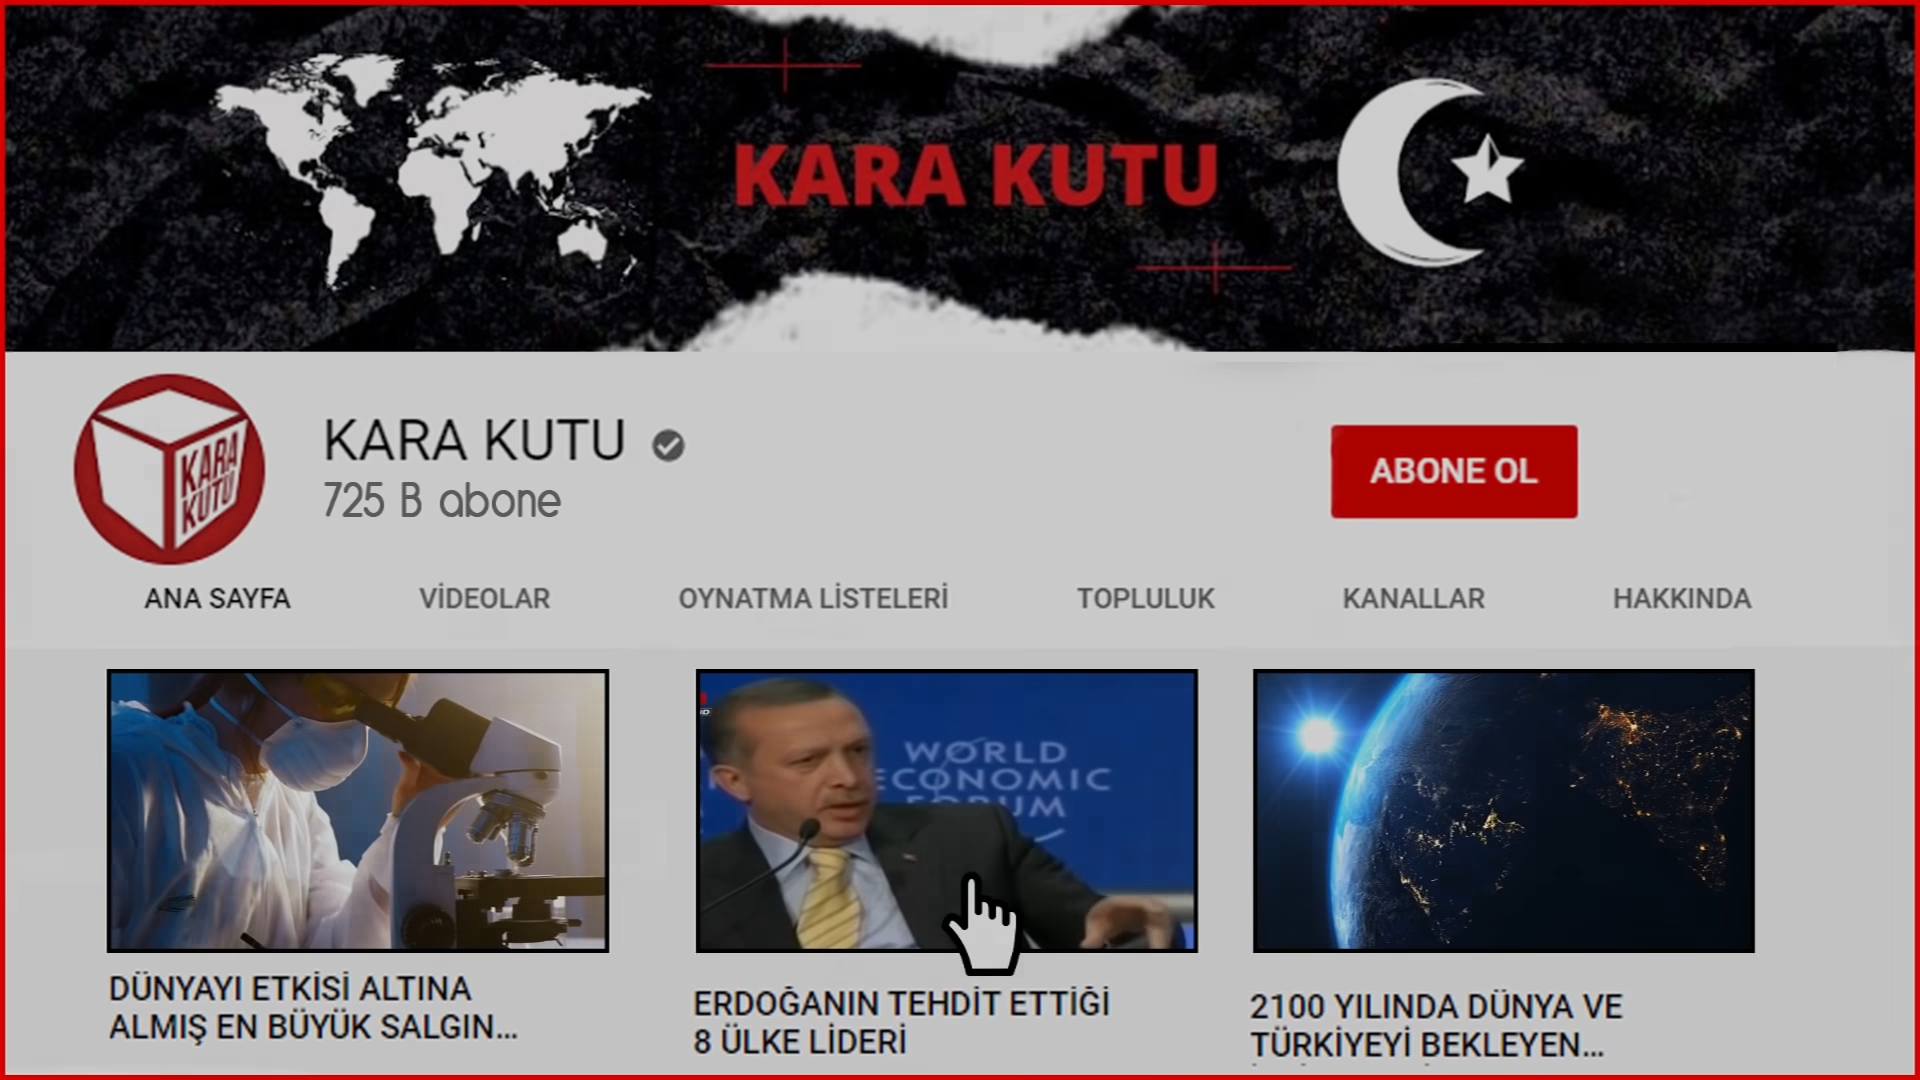 KARA KUTU
KARA
KUTU
KARA KUTU
725 B abone
ABONE OL
ANA SAYFA VİDEOLAR OYNATMA LİSTELERİ TOPLULUK KANALLAR HAKKINDA
WORLD
ECONOMIC
FORUM
DÜNYAYI ETKİSİ ALTINA
ALMIŞ EN BÜYÜK SALGIN...
ERDOĞANIN TEHDİT ETTİĞİ
8 ÜLKE LİDERİ
2100 YILINDA DÜNYA VE
TÜRKİYEYİ BEKLEYEN...